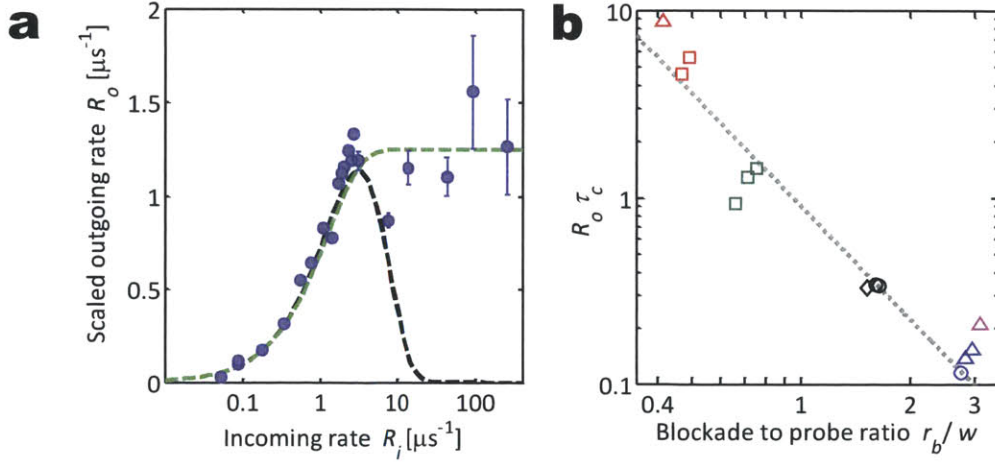 a
Scaled outgoing rate R_o [μs⁻¹]
2
1.5
1
0.5
0
0.1
1
10
100
Incoming rate R_i [μs⁻¹]
b
R_o τ_c
10
1
0.1
0.4
1
2
3
Blockade to probe ratio r_b/w